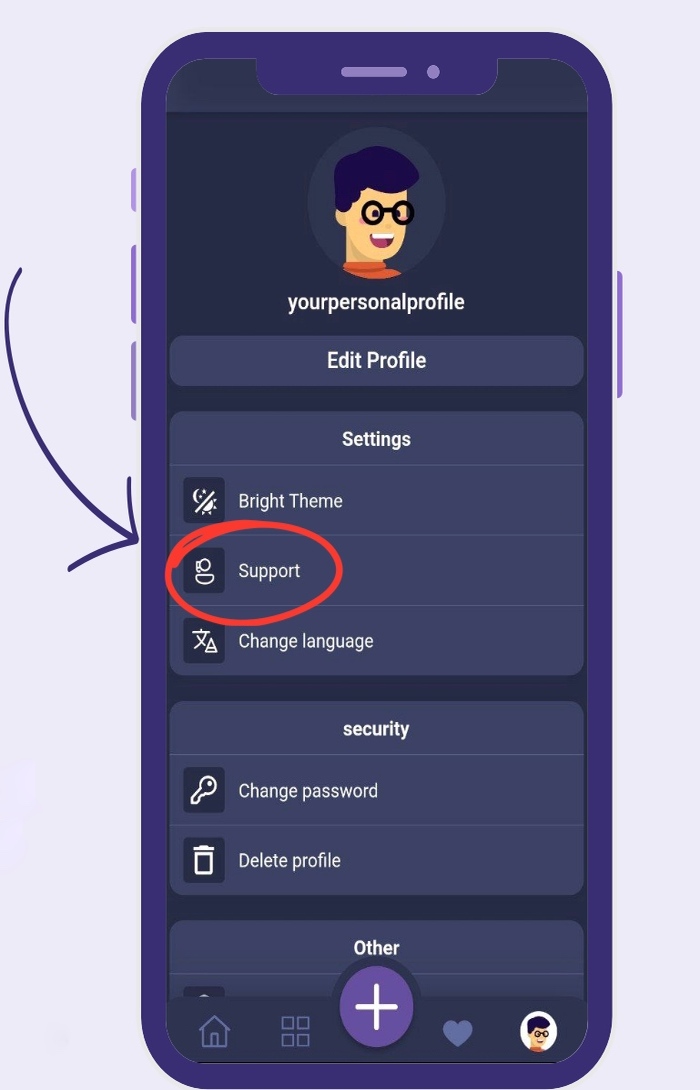 yourpersonalprofile
Edit Profile
Settings
Bright Theme
Support
Change language
security
Change password
Delete profile
Other